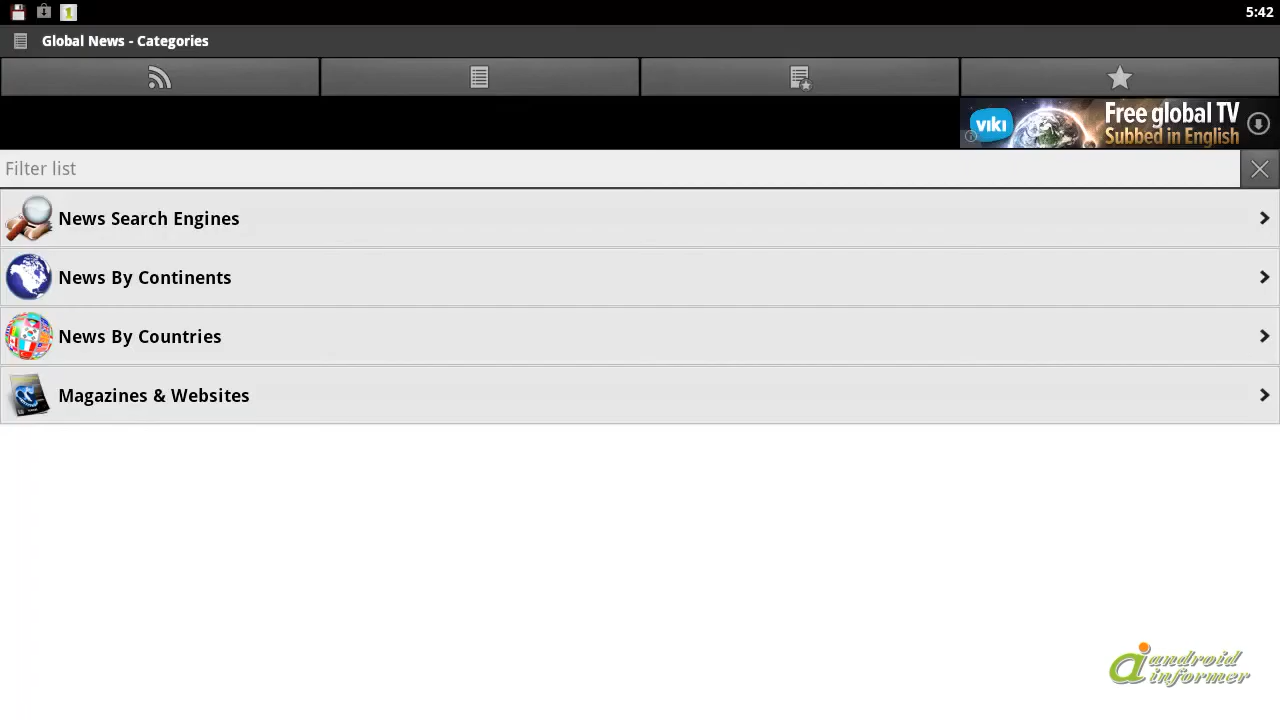 1
5:42
Global News - Categories
viki
Free global TV
Subbed in English
Filter list
News Search Engines
News By Continents
News By Countries
Magazines & Websites
android
informer